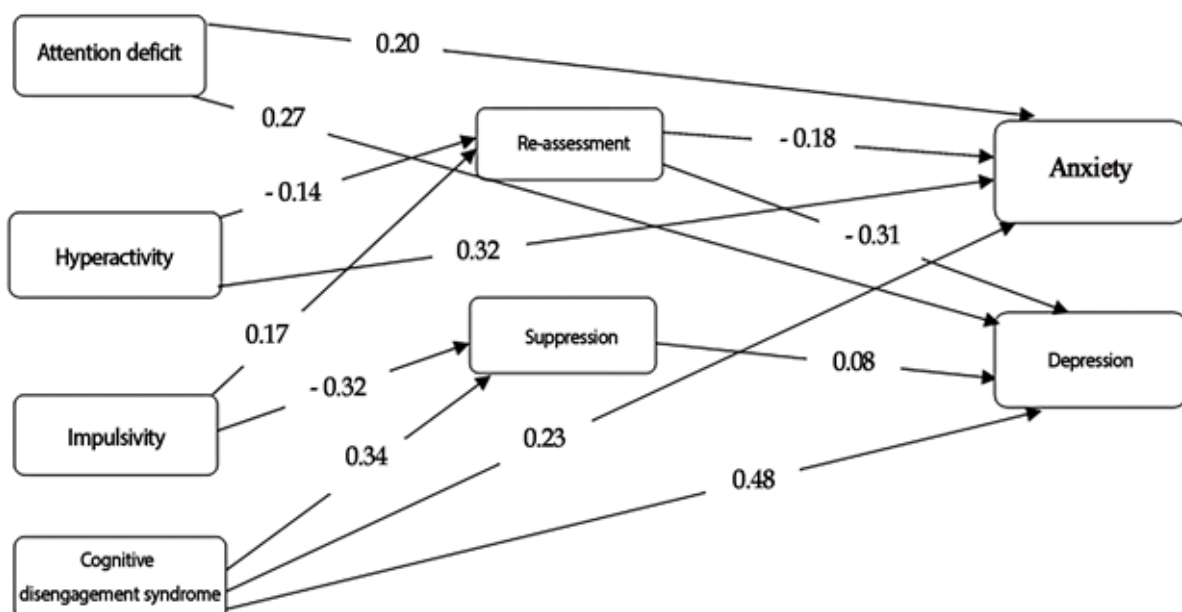 Attention deficit
0.20
0.27
Re-assessment
- 0.18
Anxiety
- 0.14
Hyperactivity
0.32
- 0.31
0.17
Suppression
0.08
Depression
- 0.32
Impulsivity
0.34
0.23
0.48
Cognitive
disengagement syndrome